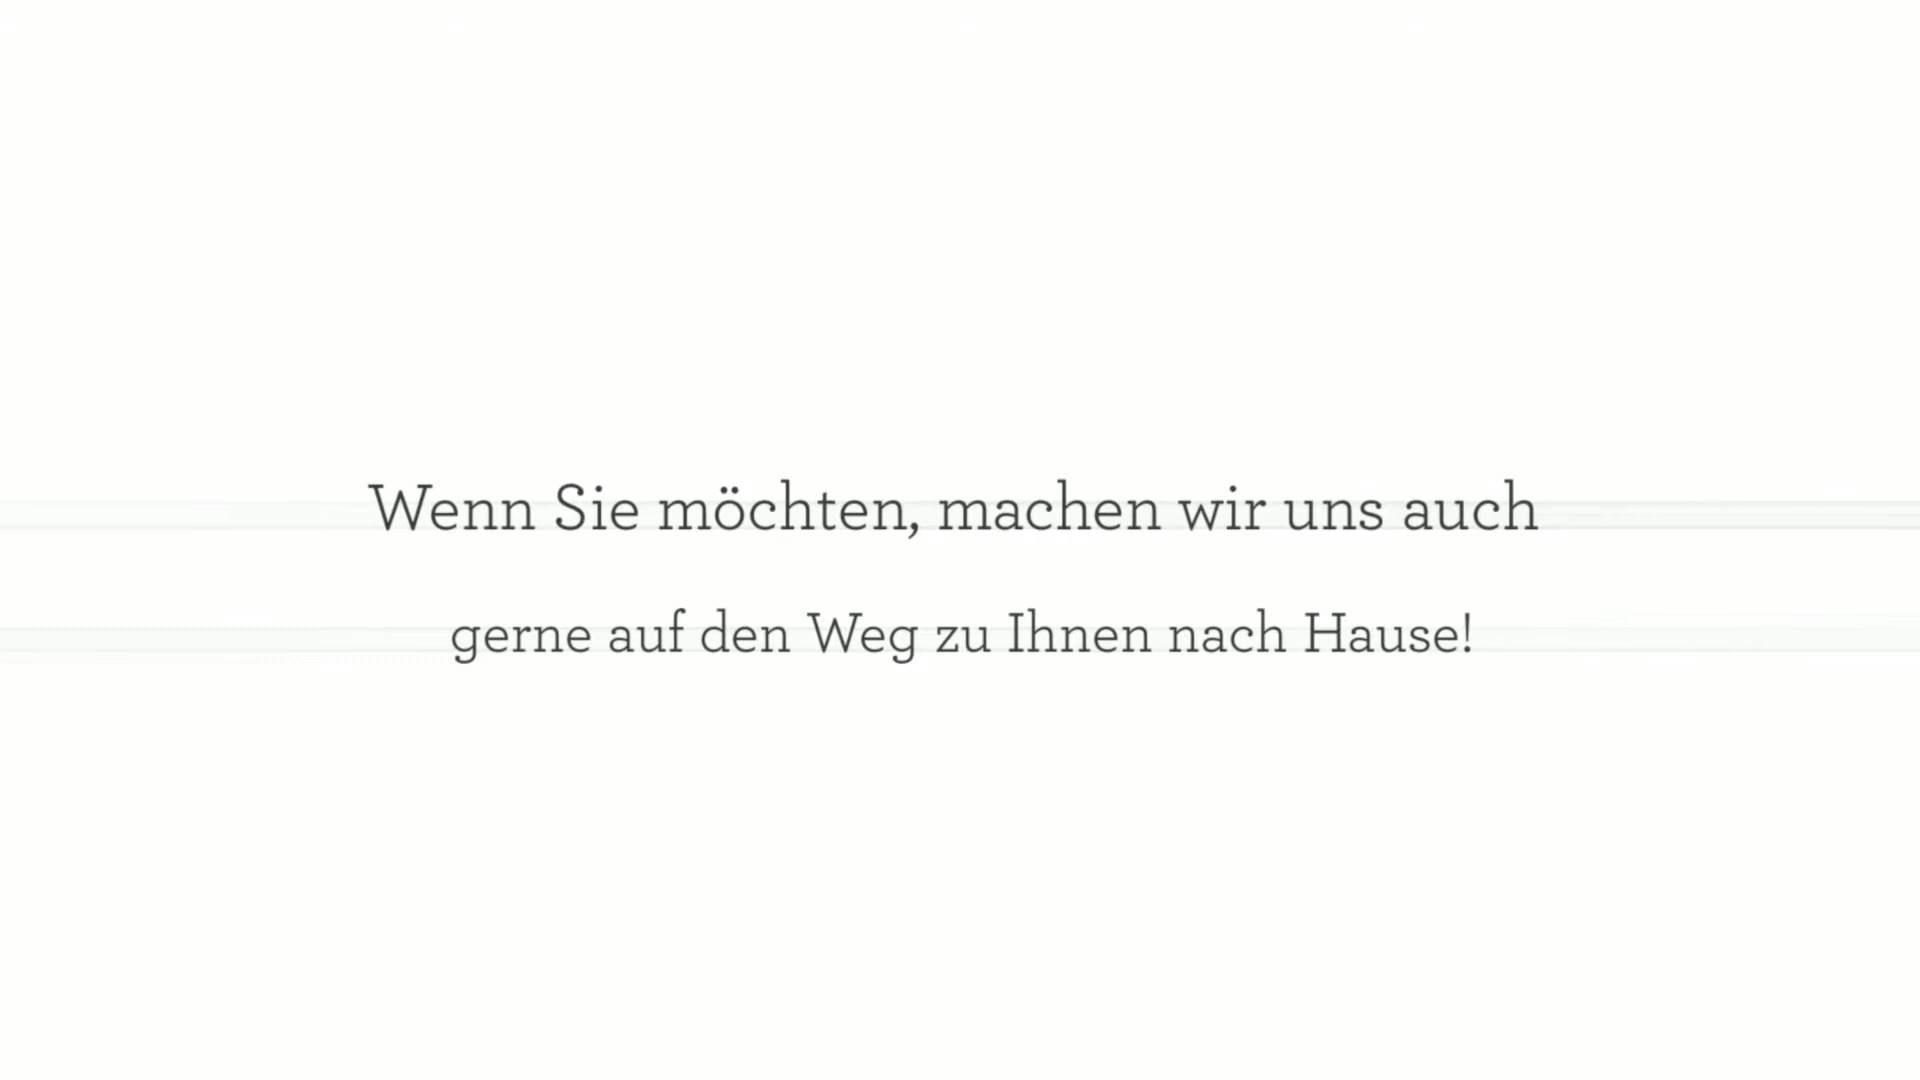 Wenn Sie möchten, machen wir uns auch
gerne auf den Weg zu Ihnen nach Hause!